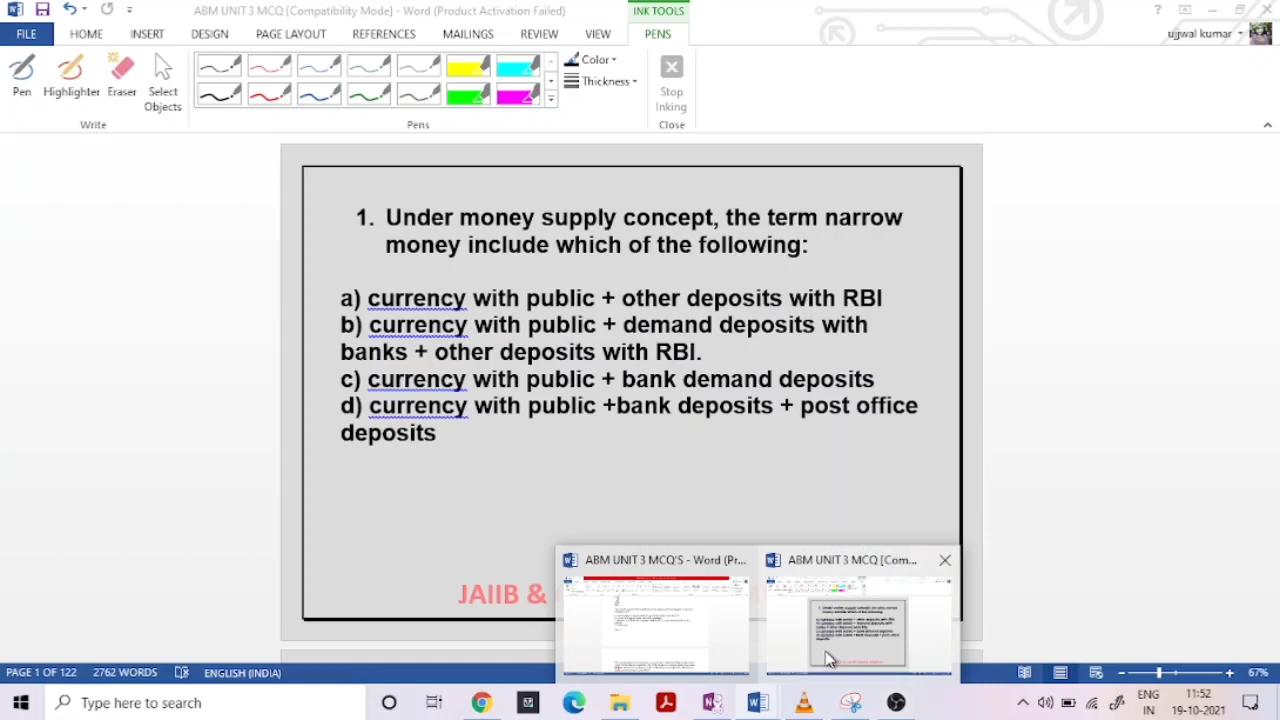 ABM UNIT 3 MCQ [Compatibility Mode] - Word (Product Activation Failed)
INK TOOLS
FILE HOME INSERT DESIGN PAGE LAYOUT REFERENCES MAILINGS REVIEW VIEW PENS
ujjwal kumar
Pen Highlighter Eraser Select Objects
Color
Thickness
Stop Inking
Write Pens Close
1. Under money supply concept, the term narrow
money include which of the following:
a) currency with public + other deposits with RBI
b) currency with public + demand deposits with
banks + other deposits with RBI.
c) currency with public + bank demand deposits
d) currency with public +bank deposits + post office
deposits
JAIIB &
ABM UNIT 3 MCQ'S - Word (Pr...
ABM UNIT 3 MCQ [Com...
PAGE 1 OF 122 2762 WO ENGLISH (INDIA) 67%
Type here to search
ENG 11:52
IN 19-10-2021